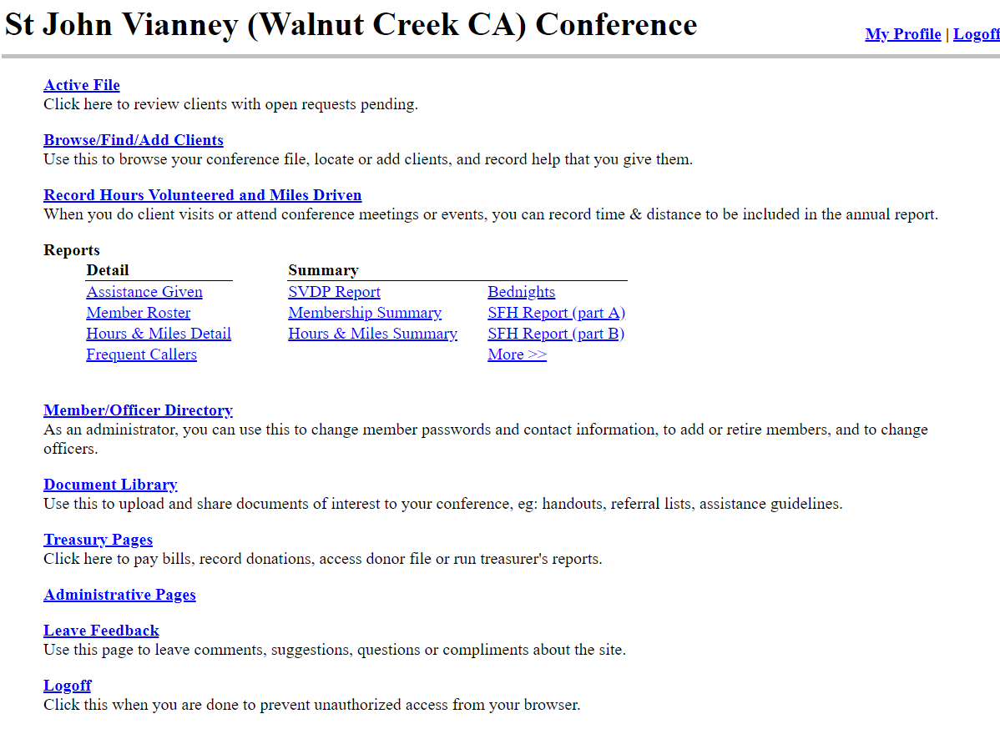 St John Vianney (Walnut Creek CA) Conference
My Profile | Logoff
Active File
Click here to review clients with open requests pending.
Browse/Find/Add Clients
Use this to browse your conference file, locate or add clients, and record help that you give them.
Record Hours Volunteered and Miles Driven
When you do client visits or attend conference meetings or events, you can record time & distance to be included in the annual report.
Reports
Detail Summary
Assistance Given SVDP Report Bednights
Member Roster Membership Summary SFH Report (part A)
Hours & Miles Detail Hours & Miles Summary SFH Report (part B)
Frequent Callers More >>
Member/Officer Directory
As an administrator, you can use this to change member passwords and contact information, to add or retire members, and to change
officers.
Document Library
Use this to upload and share documents of interest to your conference, eg: handouts, referral lists, assistance guidelines.
Treasury Pages
Click here to pay bills, record donations, access donor file or run treasurer's reports.
Administrative Pages
Leave Feedback
Use this page to leave comments, suggestions, questions or compliments about the site.
Logoff
Click this when you are done to prevent unauthorized access from your browser.